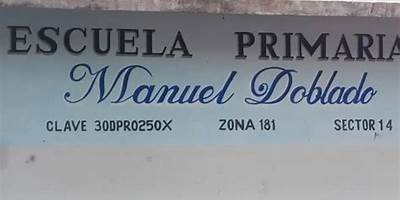 ESCUELA PRIMARIA
Manuel Doblado
CLAVE 30DPR0250X ZONA 181 SECTOR 14